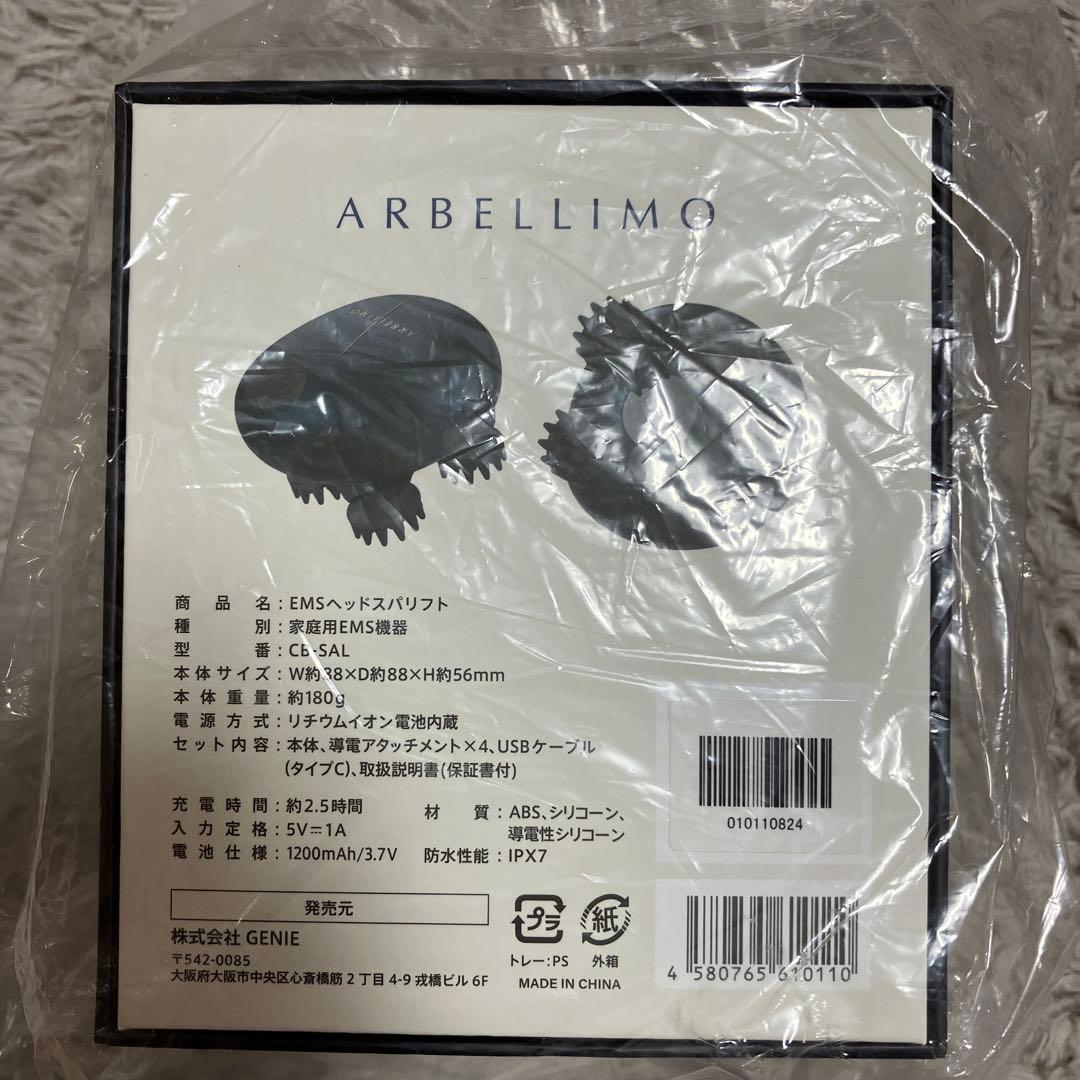 ARBELLIMO
ARBELLIMO
商品名：EMSヘッドスパリフト
種別：家庭用EMS機器
型番：CB-SAL
本体サイズ：W約88×D約88×H約56mm
本体重量：約180g
電源方式：リチウムイオン電池内蔵
セット内容：本体、導電アタッチメント×4、USBケーブル
(タイプC)、取扱説明書(保証書付)
充電時間：約2.5時間
入力定格：5V⎓1A
電池仕様：1200mAh/3.7V
材質：ABS、シリコーン、
導電性シリコーン
防水性能：IPX7
010110824
発売元
株式会社 GENIE
〒542-0085
大阪府大阪市中央区心斎橋筋 2 丁目 4-9 戎橋ビル 6F
プラ
トレー：PS
紙
外箱
MADE IN CHINA
4 580765 610110